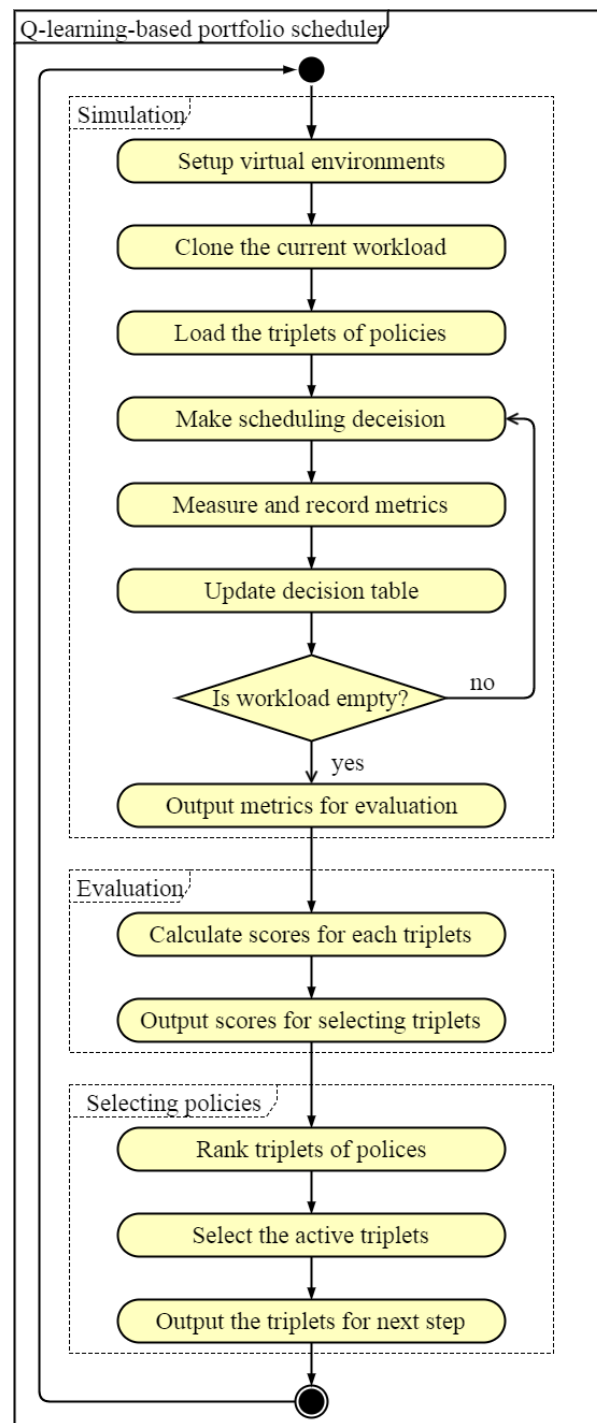 Q-learning-based portfolio scheduler
Simulation
Setup virtual environments
Clone the current workload
Load the triplets of policies
Make scheduling deceision
Measure and record metrics
Update decision table
Is workload empty?
no
yes
Output metrics for evaluation
Evaluation
Calculate scores for each triplets
Output scores for selecting triplets
Selecting policies
Rank triplets of polices
Select the active triplets
Output the triplets for next step